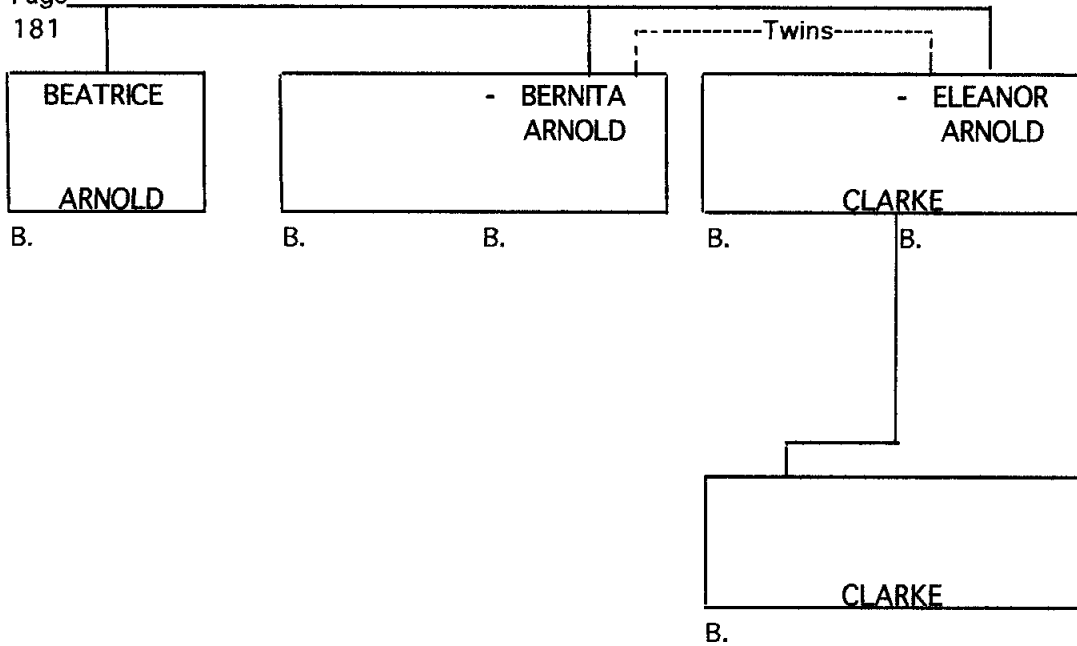 Page
181
Twins
BEATRICE
ARNOLD
- BERNITA
ARNOLD
- ELEANOR
ARNOLD
CLARKE
B.
B.
B.
B.
B.
CLARKE
B.